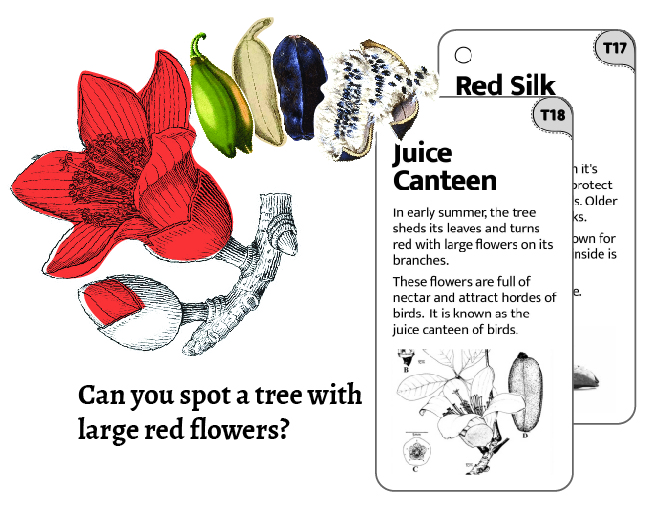 T17
Red Silk
T18
Juice
Canteen
In early summer, the tree
sheds its leaves and turns
red with large flowers on its
branches.
These flowers are full of
nectar and attract hordes of
birds. It is known as the
juice canteen of birds.
it's
protect
s. Older
ks.
own for
nside is
e.
B
D
C
Can you spot a tree with
large red flowers?